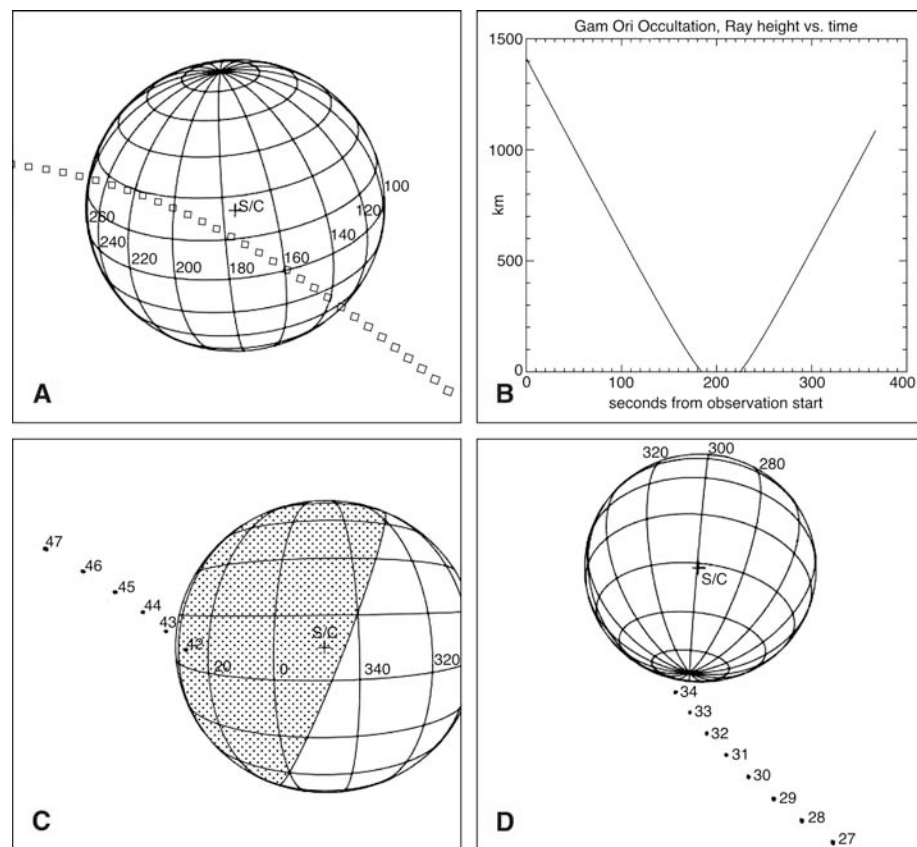 100
120
S/C
260
140
240
220
200
180
160
A
Gam Ori Occultation, Ray height vs. time
1500
1000
km
500
0
0 100 200 300 400
seconds from observation start
B
47
46
45
44
43
42
S/C
20 0 340 320
C
320 300 280
S/C
34
33
32
31
30
29
28
27
D